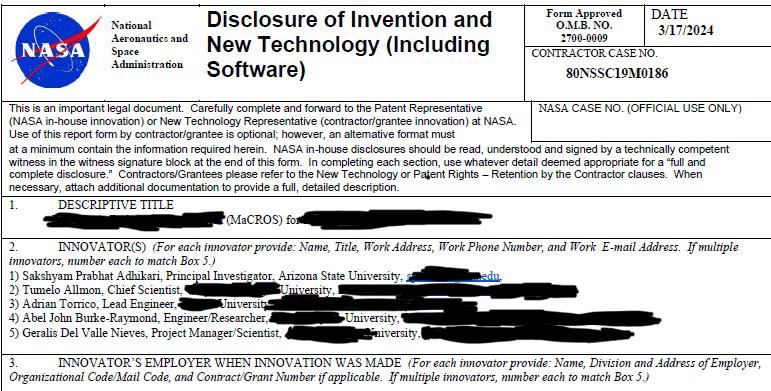 NASA
National
Aeronautics and
Space
Administration
Disclosure of Invention and
New Technology (Including
Software)
Form Approved
O.M.B. NO.
2700-0009
DATE
3/17/2024
CONTRACTOR CASE NO.
80NSSC19M0186
This is an important legal document. Carefully complete and forward to the Patent Representative
(NASA in-house innovation) or New Technology Representative (contractor/grantee innovation) at NASA.
Use of this report form by contractor/grantee is optional; however, an alternative format must
NASA CASE NO. (OFFICIAL USE ONLY)
at a minimum contain the information required herein. NASA in-house disclosures should be read, understood and signed by a technically competent
witness in the witness signature block at the end of this form. In completing each section, use whatever detail deemed appropriate for a “full and
complete disclosure.” Contractors/Grantees please refer to the New Technology or Patent Rights – Retention by the Contractor clauses. When
necessary, attach additional documentation to provide a full, detailed description.
1. DESCRIPTIVE TITLE
(MaCROS) for
2. INNOVATOR(S) (For each innovator provide: Name, Title, Work Address, Work Phone Number, and Work E-mail Address. If multiple
innovators, number each to match Box 5.)
1) Sakshyam Prabhat Adhikari, Principal Investigator, Arizona State University, edu,
2) Tumelo Allmon, Chief Scientist, University,
3) Adrian Torrico, Lead Engineer,
4) Abel John Burke-Raymond, Engineer/Researcher, University,
5) Geralis Del Valle Nieves, Project Manager/Scientist,
3. INNOVATOR’S EMPLOYER WHEN INNOVATION WAS MADE (For each innovator provide: Name, Division and Address of Employer,
Organizational Code/Mail Code, and Contract/Grant Number if applicable. If multiple innovators, number each to match Box 5.)